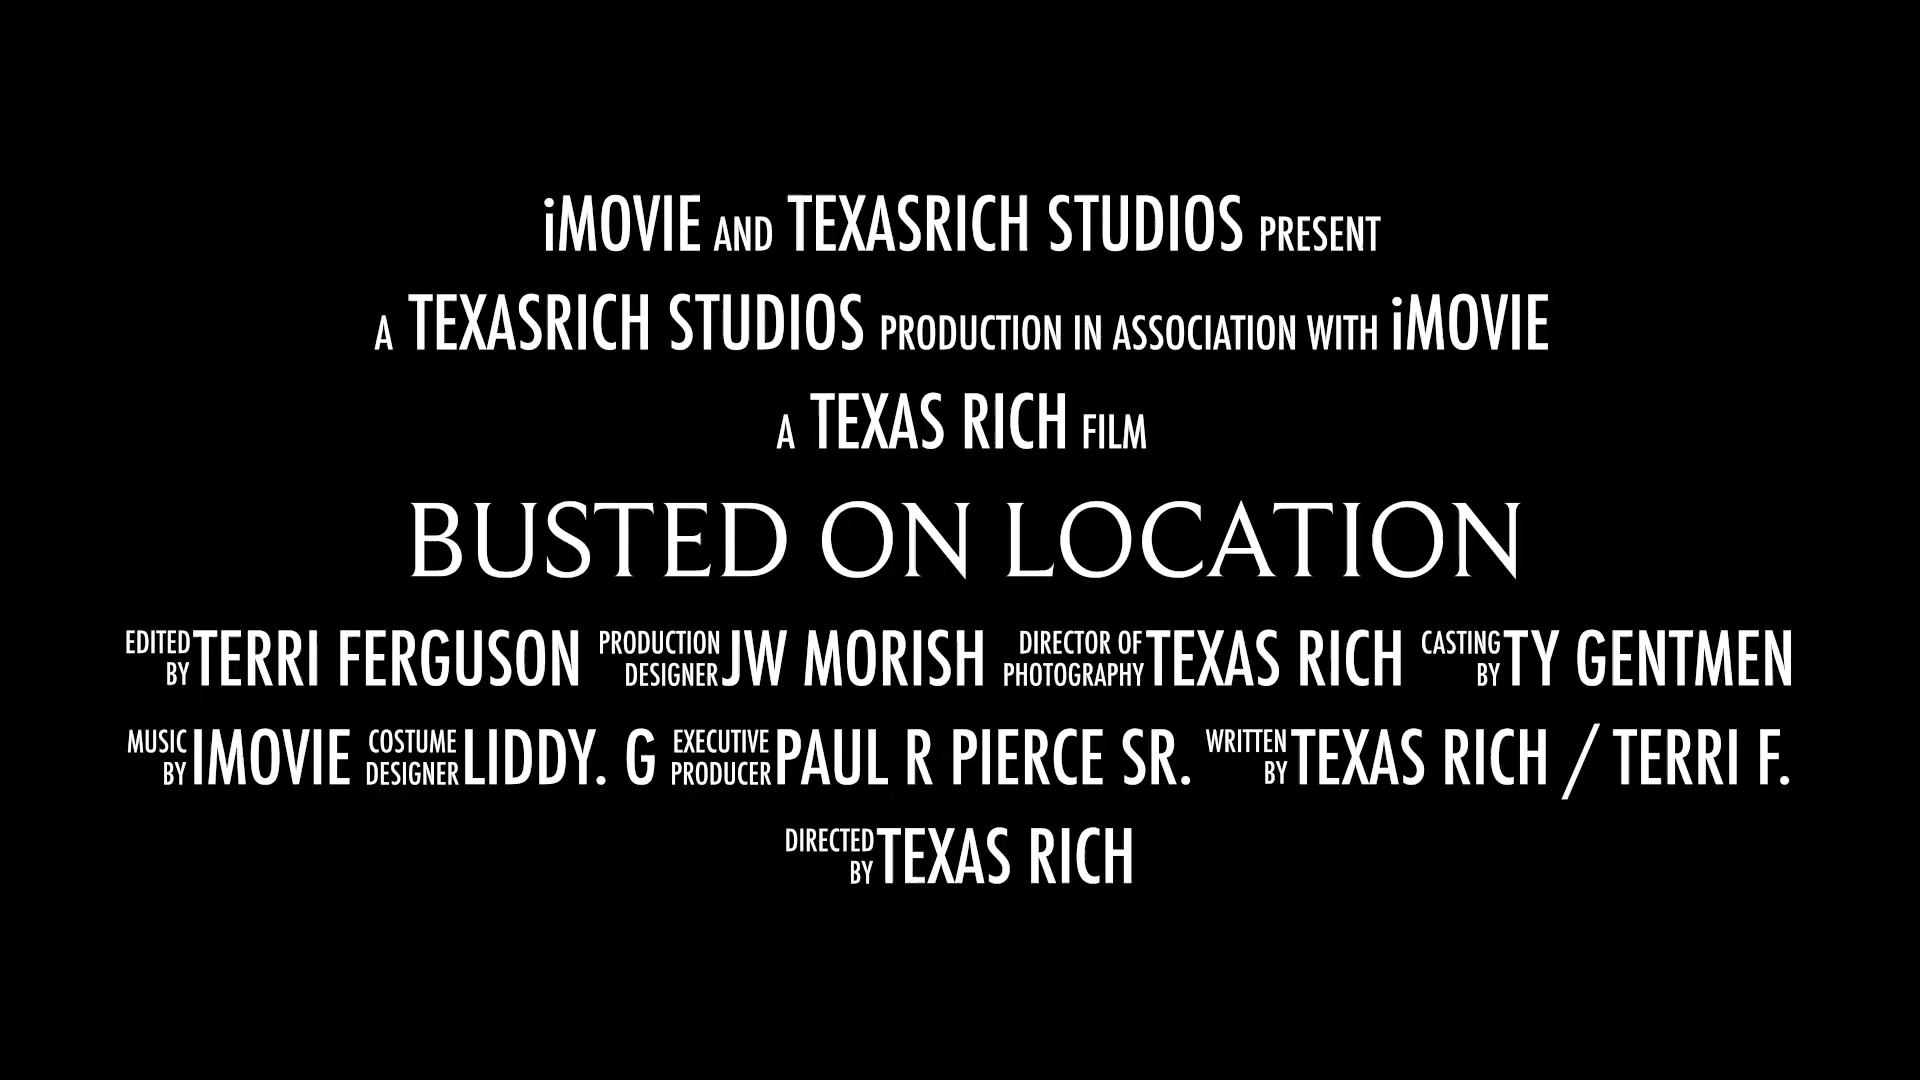 iMOVIE AND TEXASRICH STUDIOS PRESENT
A TEXASRICH STUDIOS PRODUCTION IN ASSOCIATION WITH iMOVIE
A TEXAS RICH FILM
BUSTED ON LOCATION
EDITED BY TERRI FERGUSON PRODUCTION DESIGNER JW MORISH DIRECTOR OF PHOTOGRAPHY TEXAS RICH CASTING BY TY GENTMEN
MUSIC BY IMOVIE COSTUME DESIGNER LIDDY. G EXECUTIVE PRODUCER PAUL R PIERCE SR. WRITTEN BY TEXAS RICH / TERRI F.
DIRECTED BY TEXAS RICH